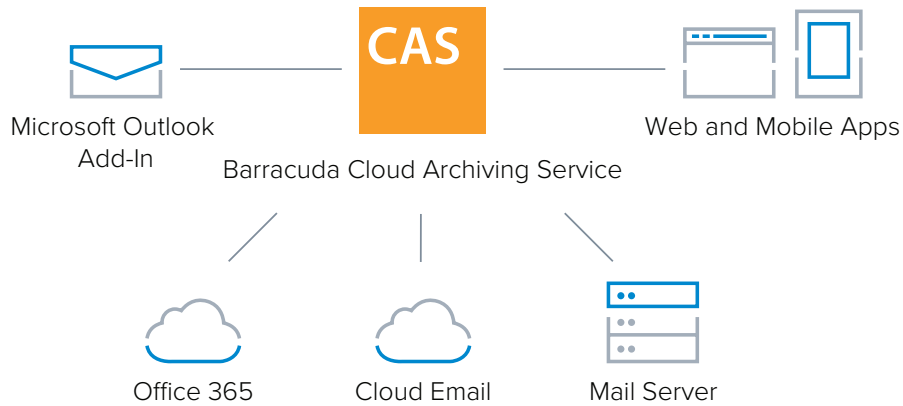 CAS
Microsoft Outlook
Add-In
Web and Mobile Apps
Barracuda Cloud Archiving Service
Office 365
Cloud Email
Mail Server